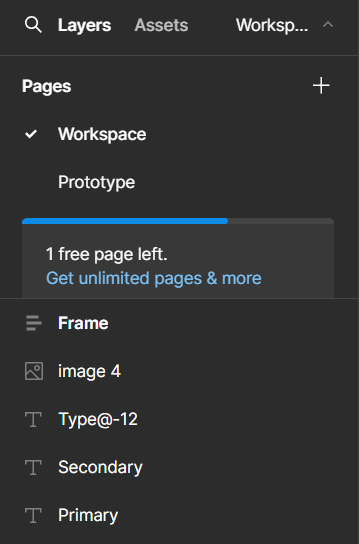 Layers Assets Worksp...
Pages
Workspace
Prototype
1 free page left.
Get unlimited pages & more
Frame
image 4
Type@-12
Secondary
Primary